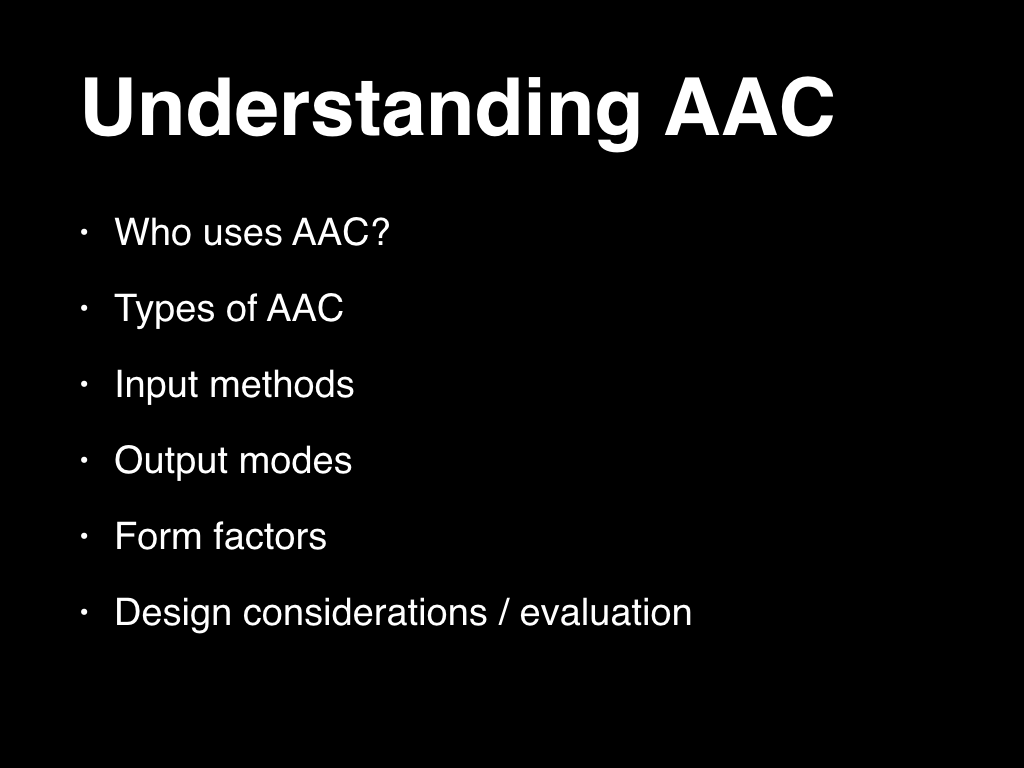 Understanding AAC
• Who uses AAC?
• Types of AAC
• Input methods
• Output modes
• Form factors
• Design considerations / evaluation